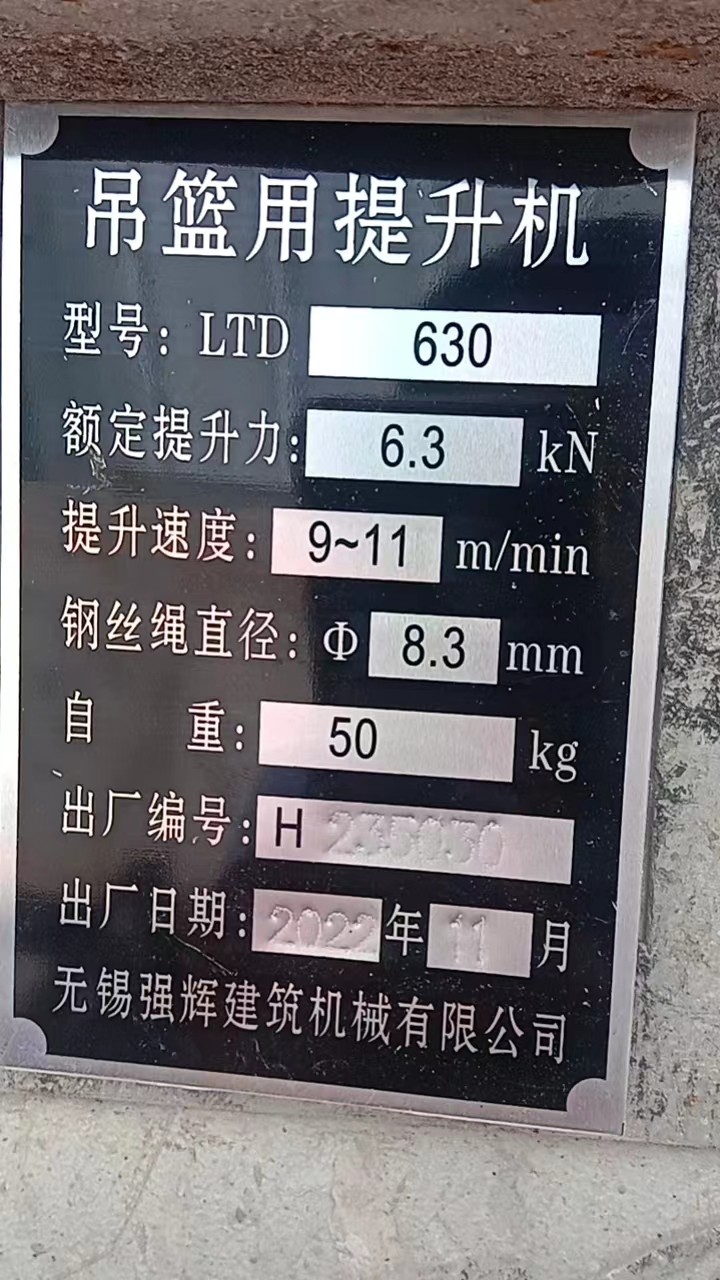 吊篮用提升机
型号：LTD 630
额定提升力：6.3 kN
提升速度：9~11 m/min
钢丝绳直径：Φ 8.3 mm
自 重：50 kg
出厂编号：H 235030
出厂日期：2022年11月
无锡强辉建筑机械有限公司